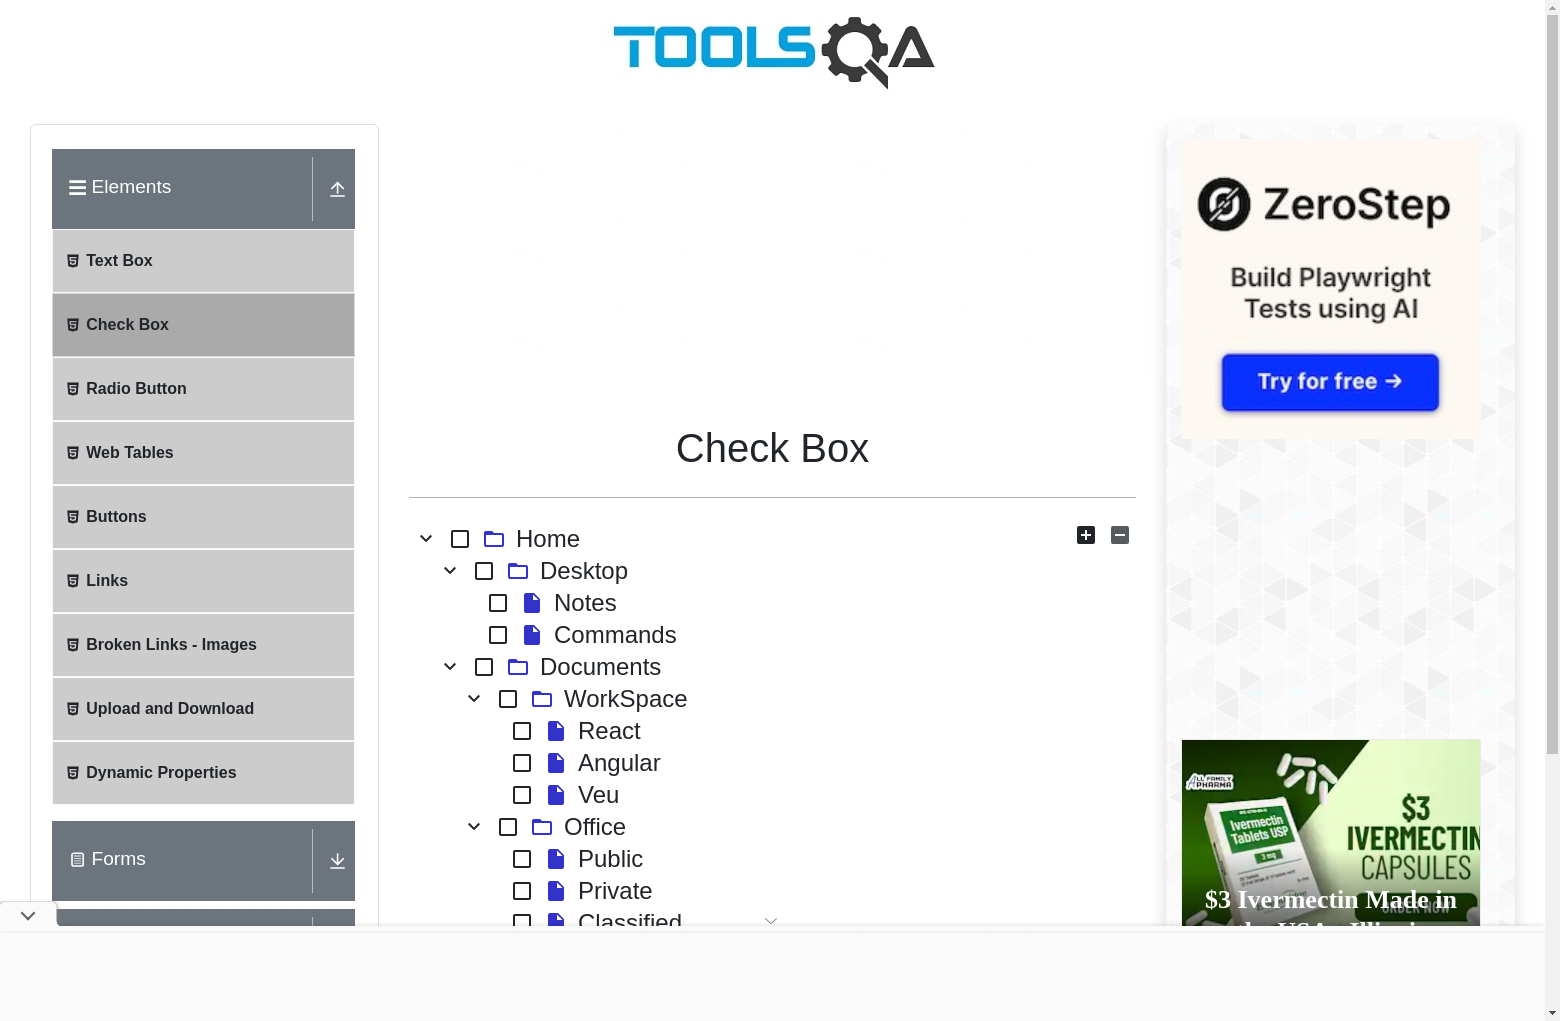 TOOLSQA
Elements
Text Box
Check Box
Radio Button
Web Tables
Buttons
Links
Broken Links - Images
Upload and Download
Dynamic Properties
Forms
Check Box
Home
Desktop
Notes
Commands
Documents
WorkSpace
React
Angular
Veu
Office
Public
Private
Classified
ZeroStep
Build Playwright
Tests using AI
Try for free →
ALL FAMILY
PHARMA
Ivermectin
Tablets USP
3 mg
$3
IVERMECTIN
CAPSULES
ORDER NOW
$3 Ivermectin Made in